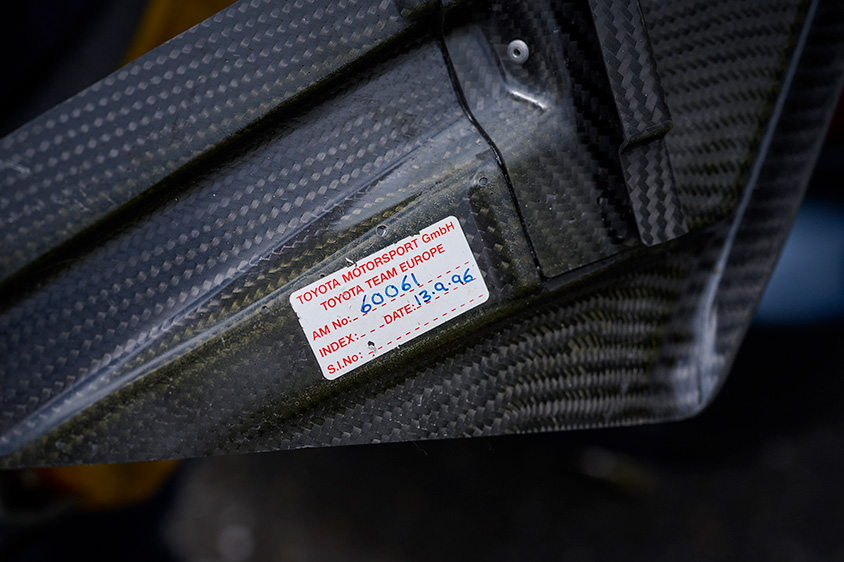 TOYOTA MOTORSPORT GmbH
TOYOTA TEAM EUROPE
AM No: 60061
INDEX: DATE: 13.9.96
S.I.No: